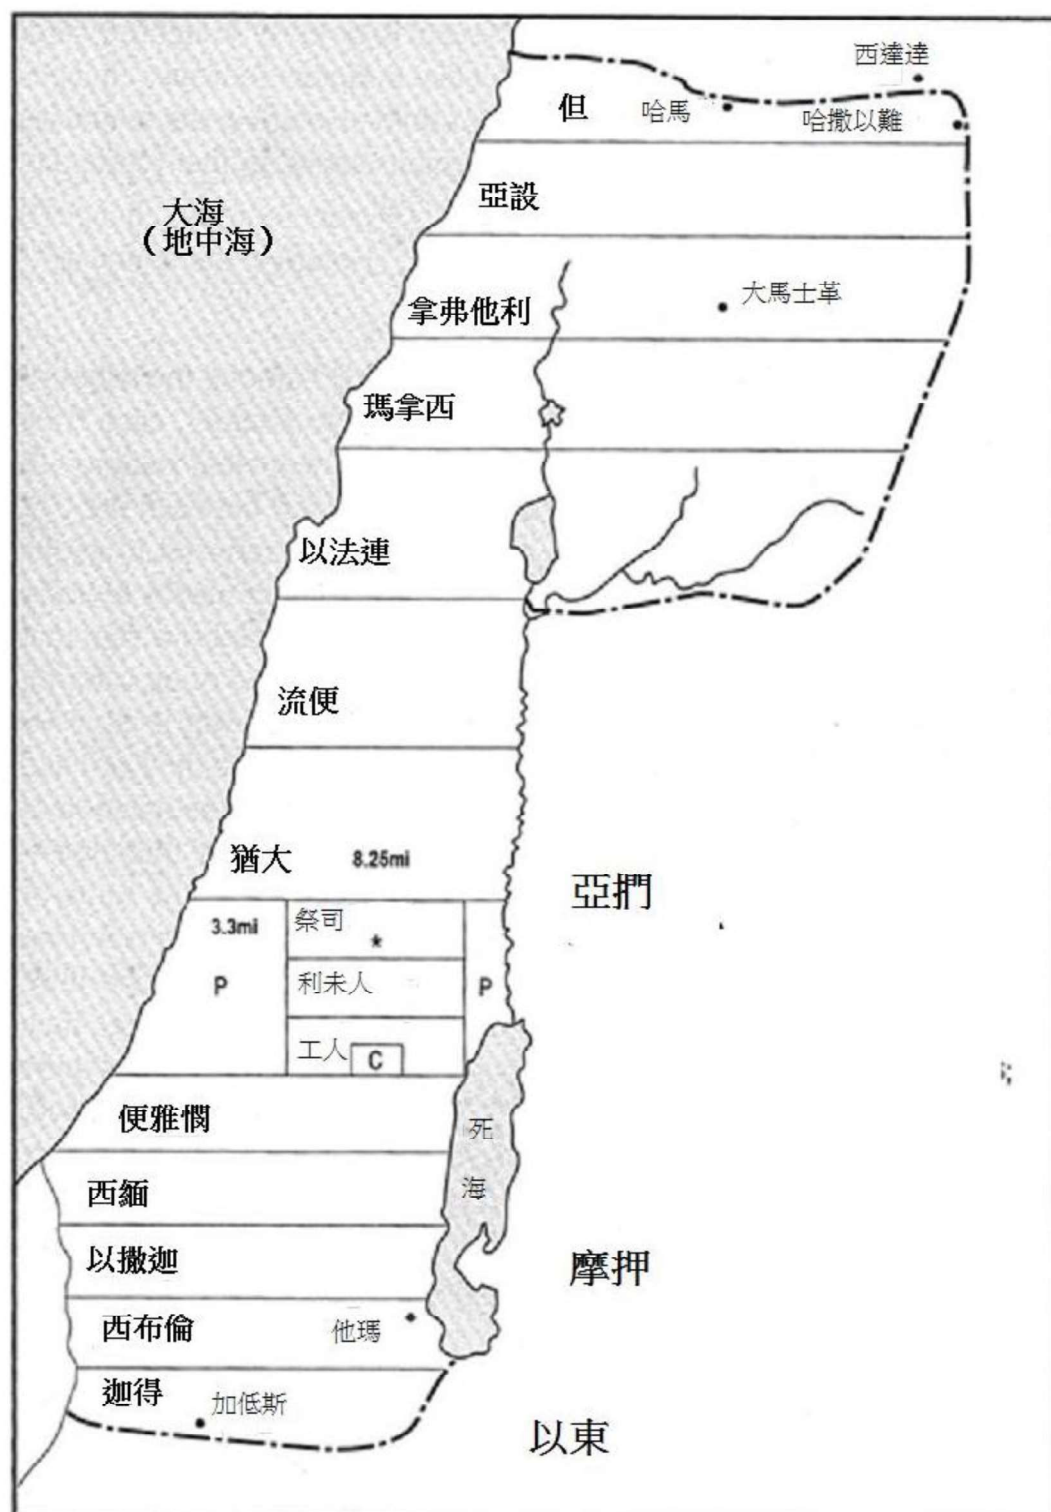 西達達
但
哈馬
哈撒以難
亞設
大海
（地中海）
大馬士革
拿弗他利
瑪拿西
以法連
流便
猶大
8.25mi
亞捫
3.3mi
祭司
*
P
利未人
P
工人
C
便雅憫
死
海
西緬
以撒迦
摩押
西布倫
他瑪
迦得
加低斯
以東